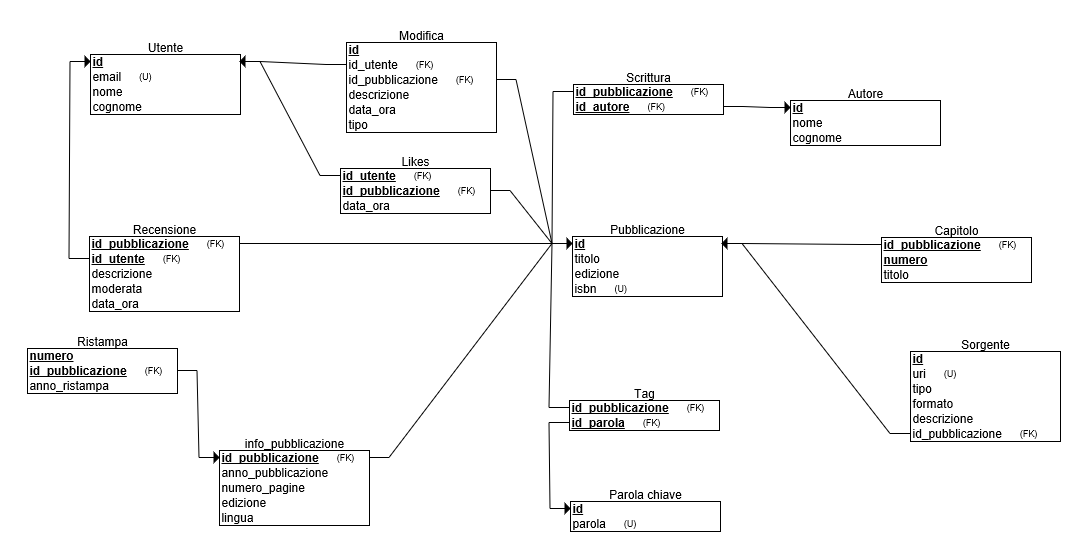 Utente
id
email (U)
nome
cognome
Modifica
id
id_utente (FK)
id_pubblicazione (FK)
descrizione
data_ora
tipo
Scrittura
id_pubblicazione (FK)
id_autore (FK)
Autore
id
nome
cognome
Likes
id_utente (FK)
id_pubblicazione (FK)
data_ora
Recensione
id_pubblicazione (FK)
id_utente (FK)
descrizione
moderata
data_ora
Pubblicazione
id
titolo
edizione
isbn (U)
Capitolo
id_pubblicazione (FK)
numero
titolo
Ristampa
numero
id_pubblicazione (FK)
anno_ristampa
Sorgente
id
uri (U)
tipo
formato
descrizione
id_pubblicazione (FK)
Tag
id_pubblicazione (FK)
id_parola (FK)
info_pubblicazione
id_pubblicazione (FK)
anno_pubblicazione
numero_pagine
edizione
lingua
Parola chiave
id
parola (U)